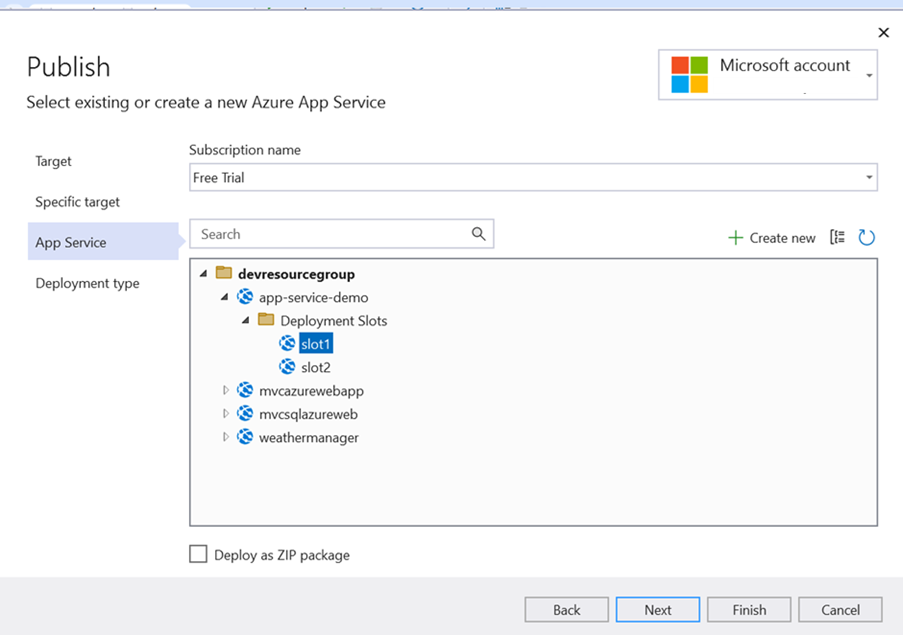 Publish
Select existing or create a new Azure App Service
Microsoft account
Target
Specific target
App Service
Deployment type
Subscription name
Free Trial
Search
Create new
devresourcegroup
app-service-demo
Deployment Slots
slot1
slot2
mvcazurewebapp
mvcsqlazureweb
weathermanager
Deploy as ZIP package
Back Next Finish Cancel